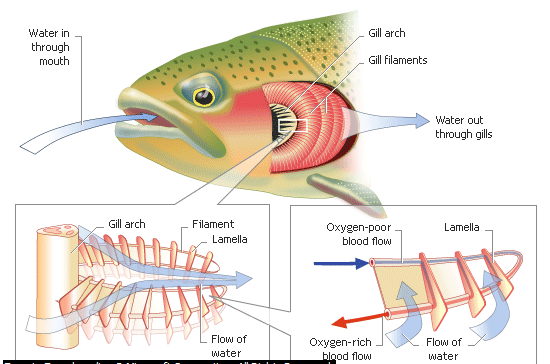 Water in
through
mouth
Gill arch
Gill filaments
Water out
through gills
Gill arch
Filament
Lamella
Flow of
water
Oxygen-poor
blood flow
Lamella
Oxygen-rich
blood flow
Flow of
water